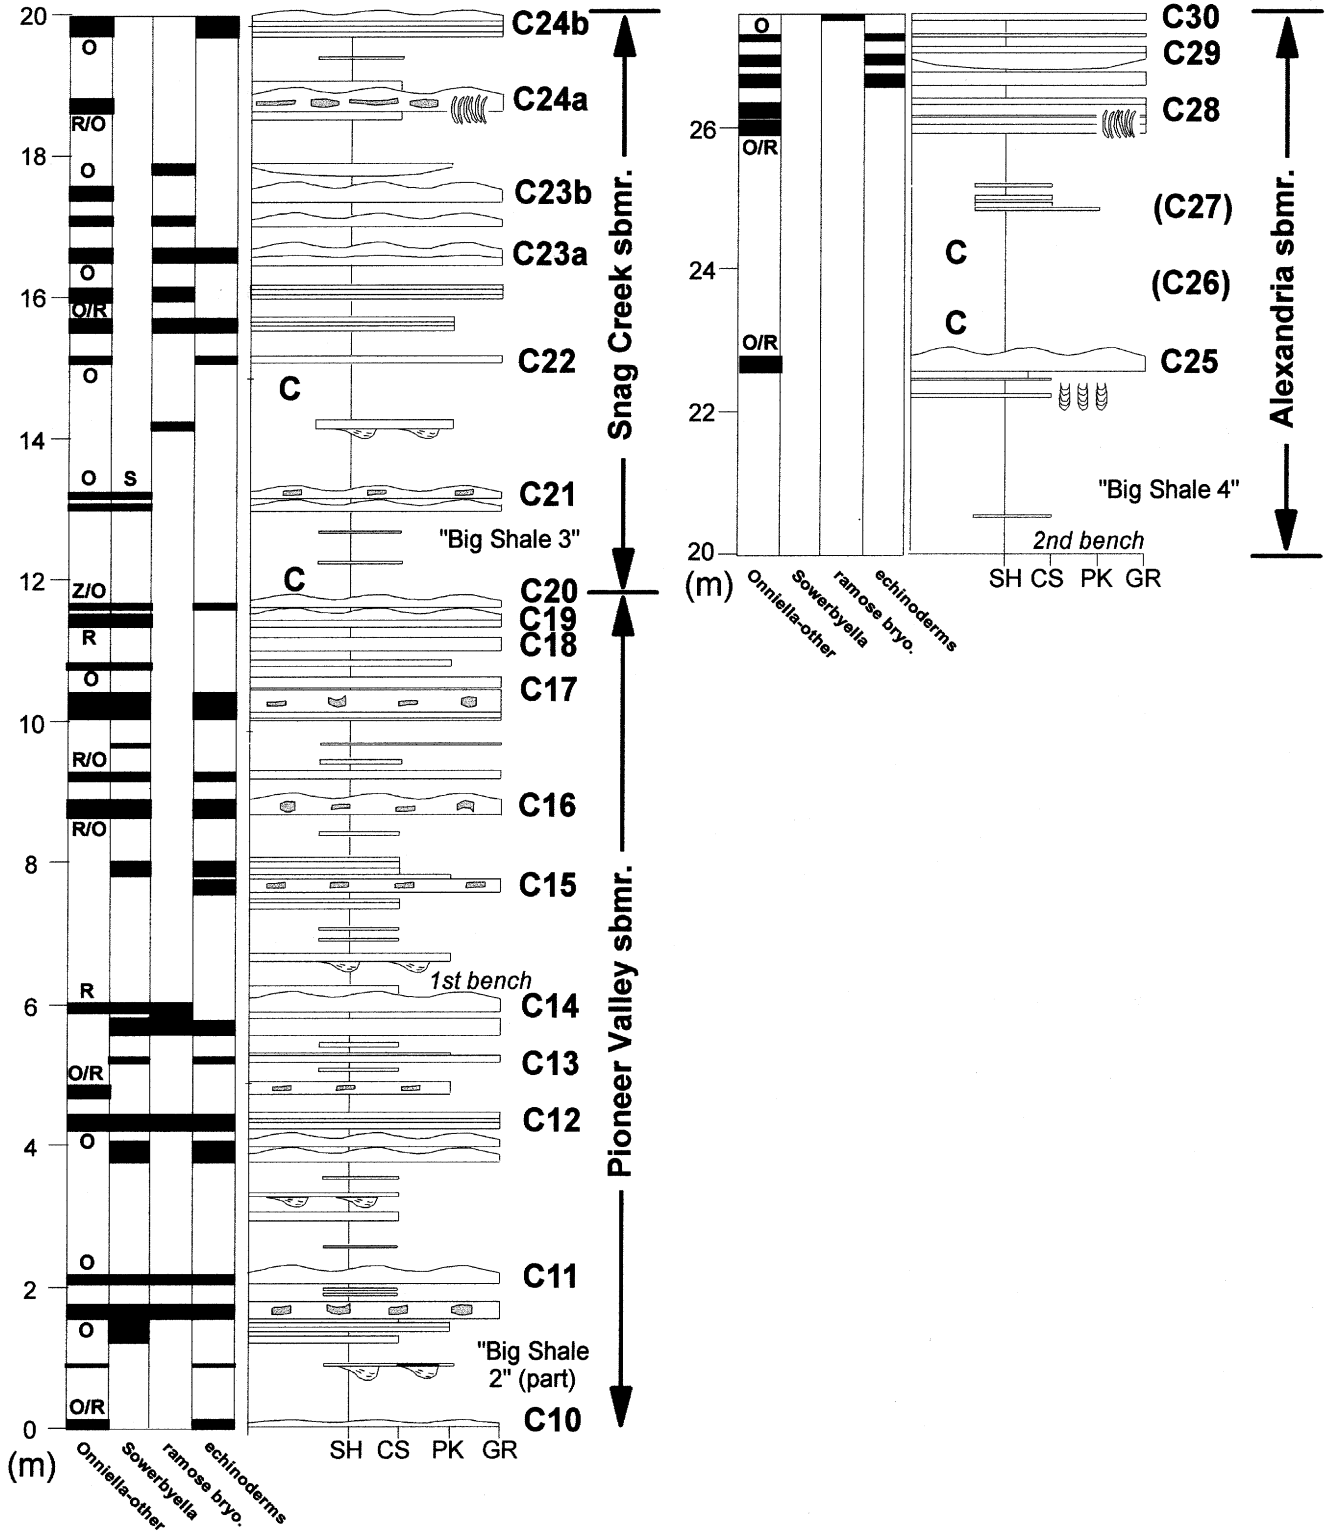 20
O
C24b
C24a
R/O
18
O
C23b
C23a
O
16
O/R
C22
O
C
14
O S
C21
"Big Shale 3"
12
C
Z/O
C20
C19
R
C18
O
C17
10
R/O
C16
R/O
8
C15
1st bench
R
6
C14
C13
O/R
C12
4
O
O
C11
2
O
"Big Shale
2" (part)
O/R
C10
0
(m)
SH CS PK GR
Onniella-other
Sowerbyella
ramose bryo.
echinoderms
Snag Creek sbmr.
Pioneer Valley sbmr.
O
C30
C29
C28
26
O/R
(C27)
C
24
(C26)
C
O/R
C25
22
"Big Shale 4"
2nd bench
20
(m)
SH CS PK GR
Onniella-other
Sowerbyella
ramose bryo.
echinoderms
Alexandria sbmr.